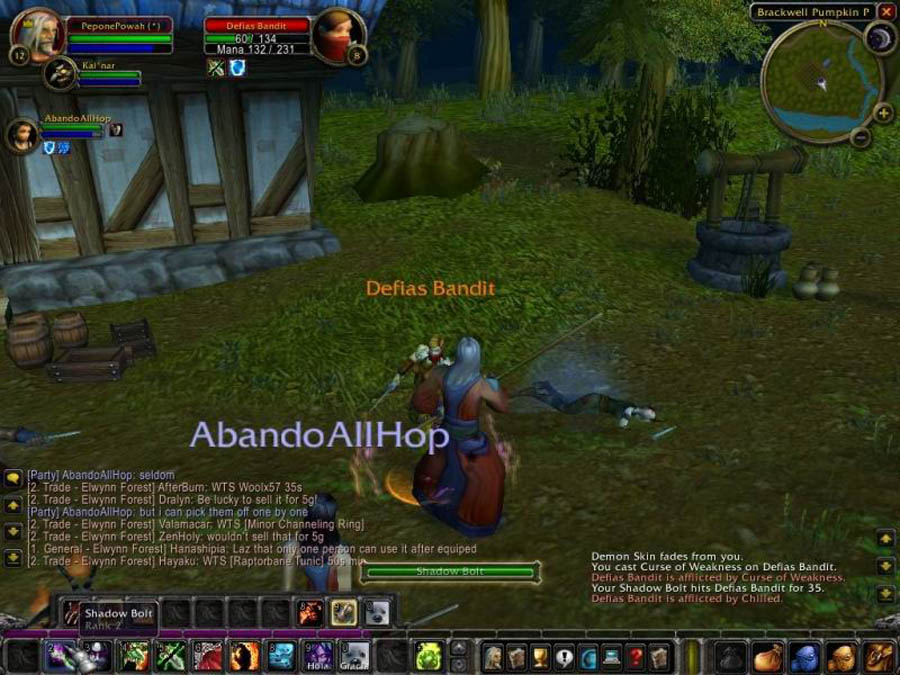 PeponePowah (*)
12
Kai'nar
AbandoAllHop
Defias Bandit
60 / 134
Mana 132 / 231
8
Brackwell Pumpkin P
N
Defias Bandit
AbandoAllHop
[Party] AbandoAllHop: seldom
[2. Trade - Elwynn Forest] AfterBurn: WTS Woolx57 35s
[2. Trade - Elwynn Forest] Dralyn: Be lucky to sell it for 5g!
[Party] AbandoAllHop: but i can pick them off one by one
[2. Trade - Elwynn Forest] Valamacar: WTS [Minor Channeling Ring]
[2. Trade - Elwynn Forest] ZenHoly: wouldn't sell that for 5g
[1. General - Elwynn Forest] Hanashipia: Laz that only one person can use it after equiped
[2. Trade - Elwynn Forest] Hayaku: WTS [Raptorbane Tunic] 50s min
Shadow Bolt
Demon Skin fades from you.
You cast Curse of Weakness on Defias Bandit.
Defias Bandit is afflicted by Curse of Weakness.
Your Shadow Bolt hits Defias Bandit for 35.
Defias Bandit is afflicted by Chilled.
Shadow Bolt
Rank 2
Hola
Gracia